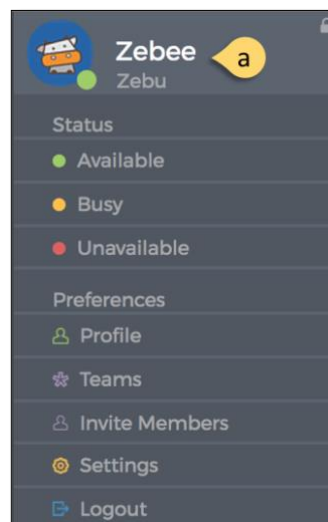 Zebee
a
Zebu
Status
Available
Busy
Unavailable
Preferences
Profile
Teams
Invite Members
Settings
Logout